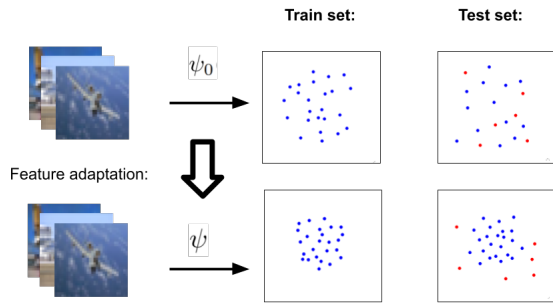 Train set:
Test set:
ψ₀
Feature adaptation:
ψ